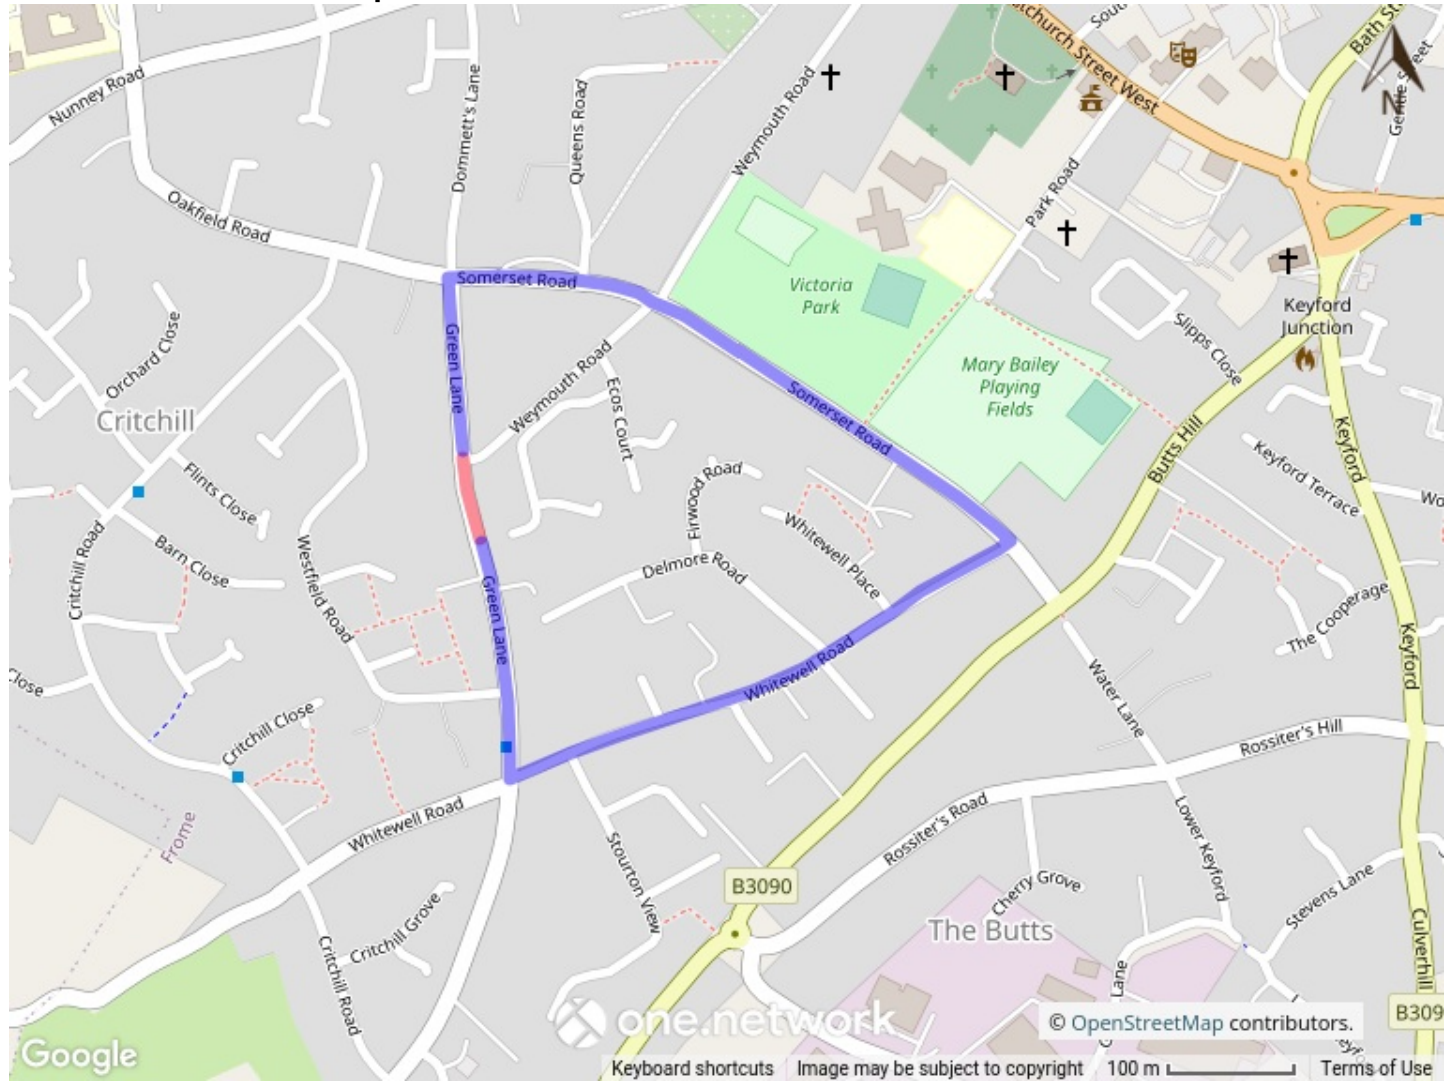 Nunney Road
Dommett's Lane
Queens Road
Weymouth Road
Church Street West
Bath St
Gentle Street
N
Park Road
Oakfield Road
Somerset Road
Victoria
Park
Keyford
Junction
Slipps Close
Orchard Close
Green Lane
Weymouth Road
Ecos Court
Mary Bailey
Playing
Fields
Critchill
Somerset Road
Butts Hill
Keyford
Flints Close
Firwood Road
Keyford Terrace
Wo
Critchill Road
Barn Close
Westfield Road
Delmore Road
Whitewell Place
The Cooperage
Green Lane
Keyford
Close
Whitewell Road
Water Lane
Critchill Close
Rossiter's Hill
Frome
Whitewell Road
Rossiter's Road
Lower Keyford
Stourton View
B3090
Cherry Grove
Stevens Lane
Critchill Grove
The Butts
Culverhill
Critchill Road
Lane
one.network
© OpenStreetMap contributors.
B309
Google
Keyboard shortcuts Image may be subject to copyright 100 m Terms of Use